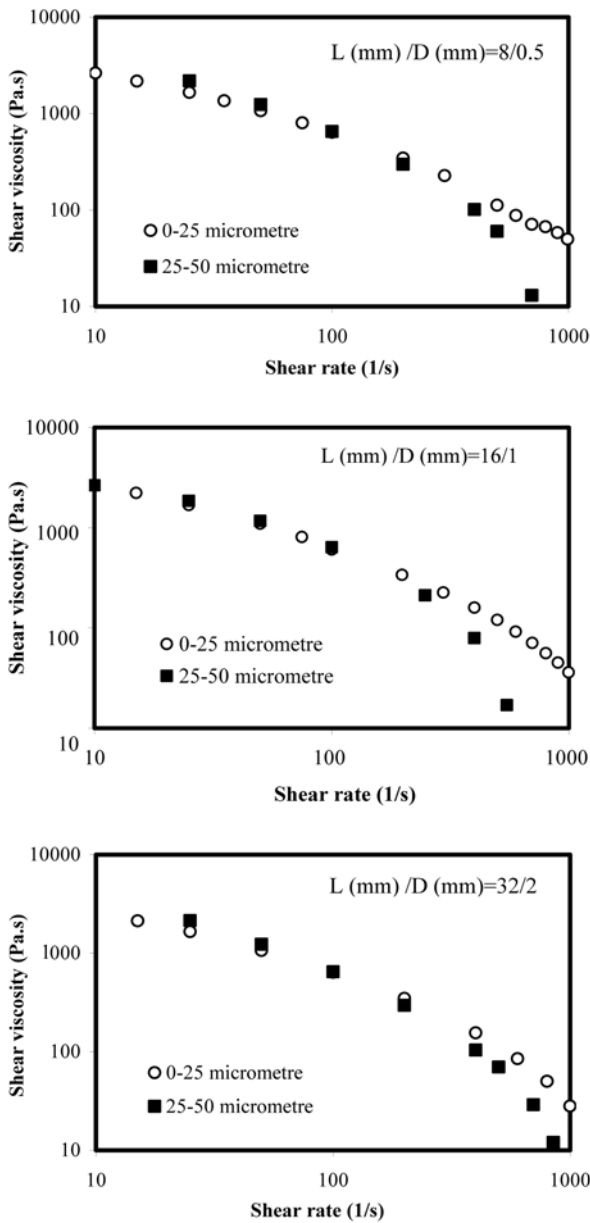 10000
L (mm) /D (mm)=8/0.5
1000
Shear viscosity (Pa.s)
100
0-25 micrometre
25-50 micrometre
10
10 100 1000
Shear rate (1/s)
10000
L (mm) /D (mm)=16/1
1000
Shear viscosity (Pa.s)
100
0-25 micrometre
25-50 micrometre
10
10 100 1000
Shear rate (1/s)
10000
L (mm) /D (mm)=32/2
1000
Shear viscosity (Pa.s)
100
0-25 micrometre
25-50 micrometre
10
10 100 1000
Shear rate (1/s)